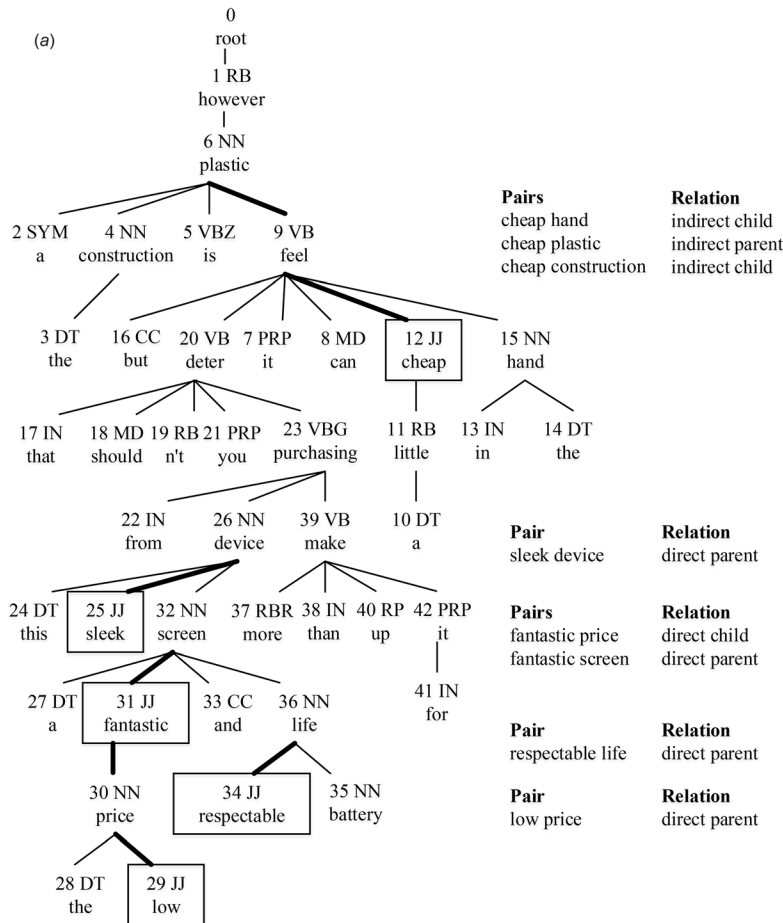 (a)
0
root
1 RB
however
6 NN
plastic
2 SYM 4 NN 5 VBZ 9 VB
a construction is feel
Pairs Relation
cheap hand indirect child
cheap plastic indirect parent
cheap construction indirect child
3 DT 16 CC 20 VB 7 PRP 8 MD 12 JJ 15 NN
the but deter it can cheap hand
17 IN 18 MD 19 RB 21 PRP 23 VBG 11 RB 13 IN 14 DT
that should n't you purchasing little in the
22 IN 26 NN 39 VB 10 DT
from device make a
Pair Relation
sleek device direct parent
24 DT 25 JJ 32 NN 37 RBR 38 IN 40 RP 42 PRP
this sleek screen more than up it
Pairs Relation
fantastic price direct child
fantastic screen direct parent
27 DT 31 JJ 33 CC 36 NN 41 IN
a fantastic and life for
Pair Relation
respectable life direct parent
30 NN 34 JJ 35 NN
price respectable battery
Pair Relation
low price direct parent
28 DT 29 JJ
the low